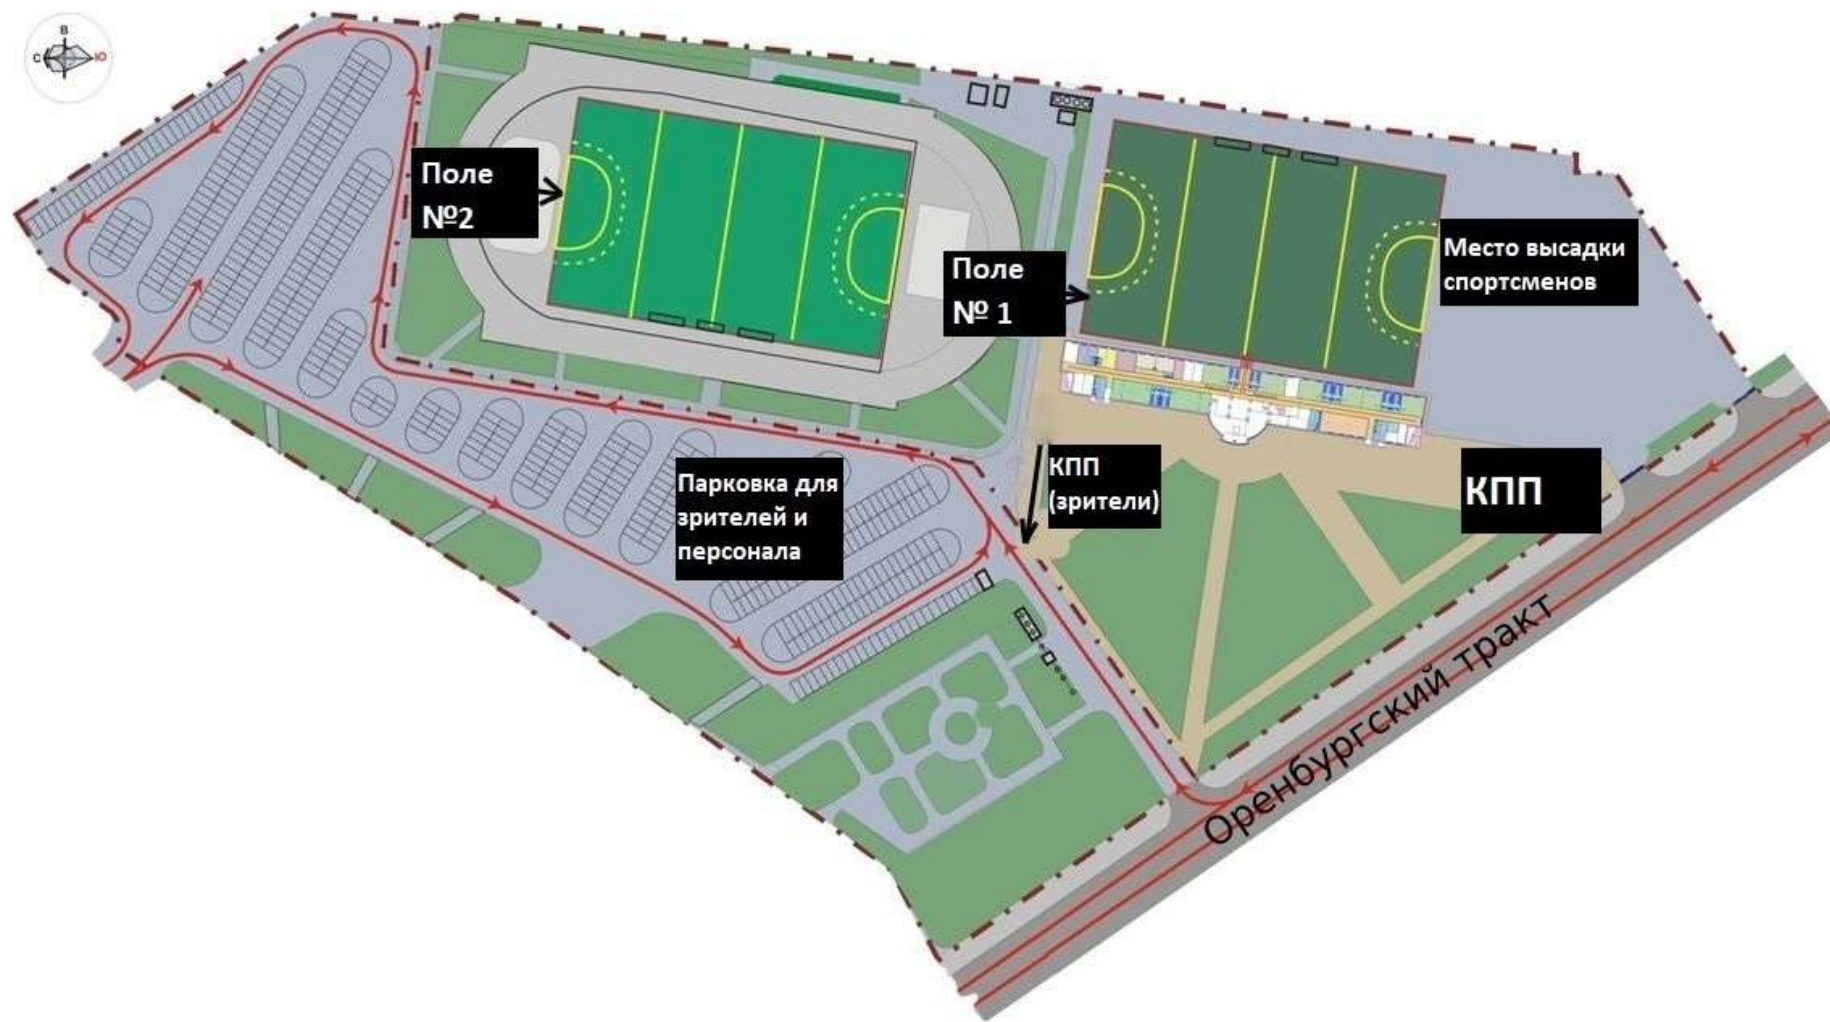 В
С
Ю
Поле
№2
Поле
№ 1
Место высадки
спортсменов
КПП
(зрители)
КПП
Парковка для
зрителей и
персонала
Оренбургский тракт